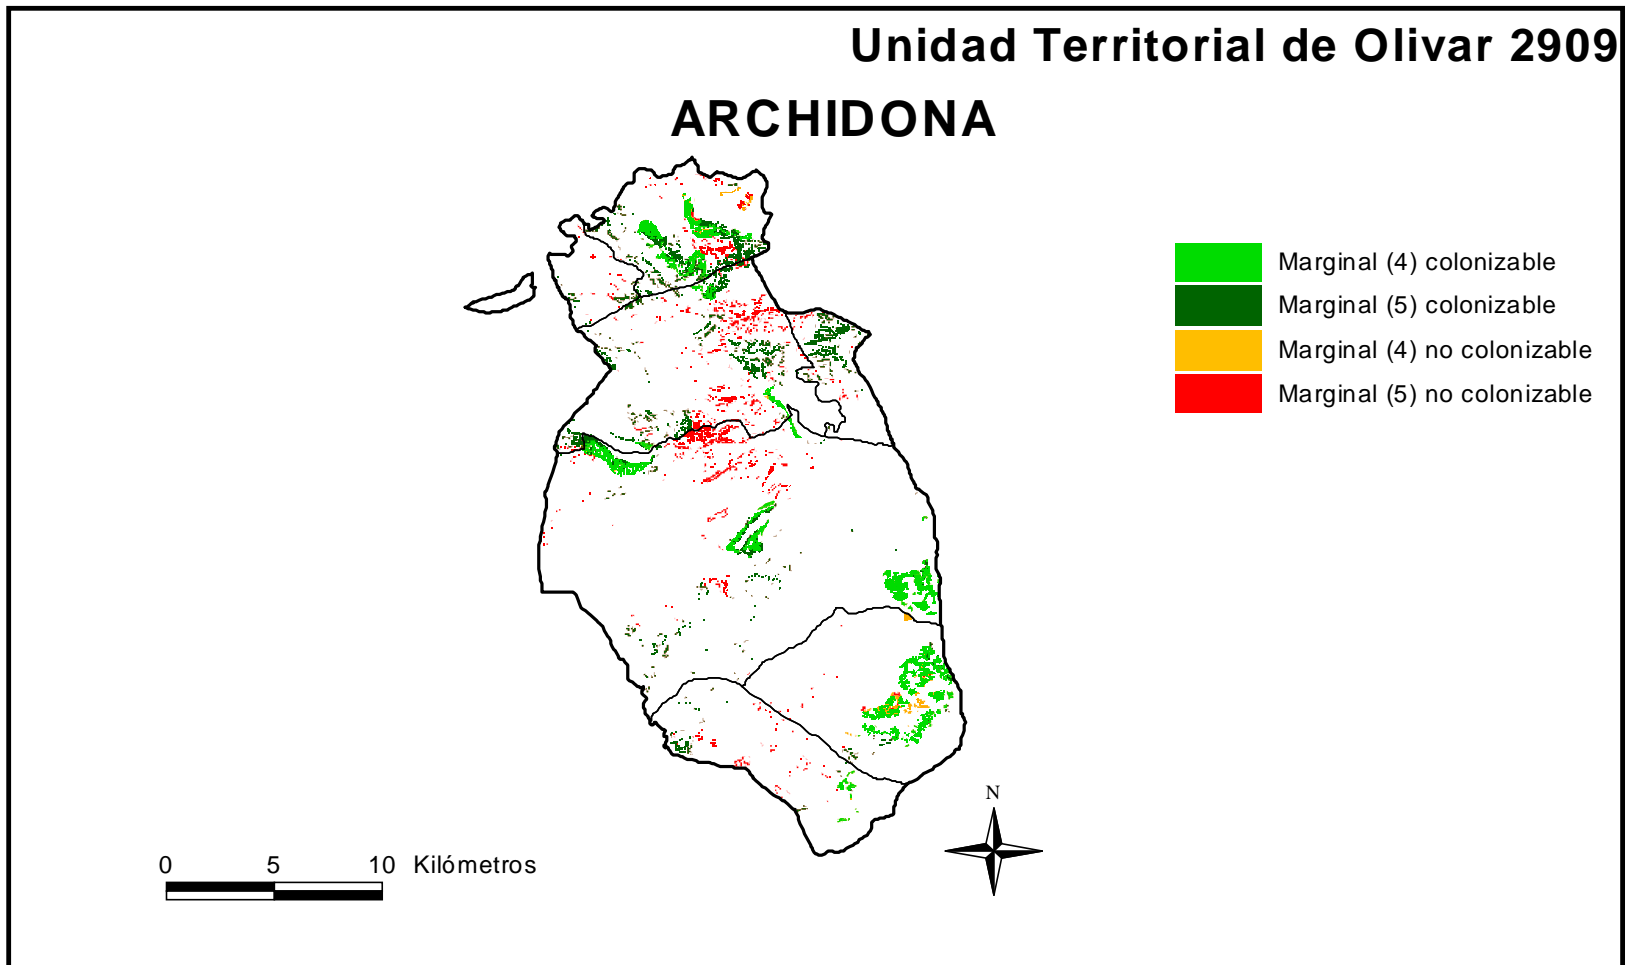 Unidad Territorial de Olivar 2909
ARCHIDONA
Marginal (4) colonizable
Marginal (5) colonizable
Marginal (4) no colonizable
Marginal (5) no colonizable
N
0 5 10 Kilómetros